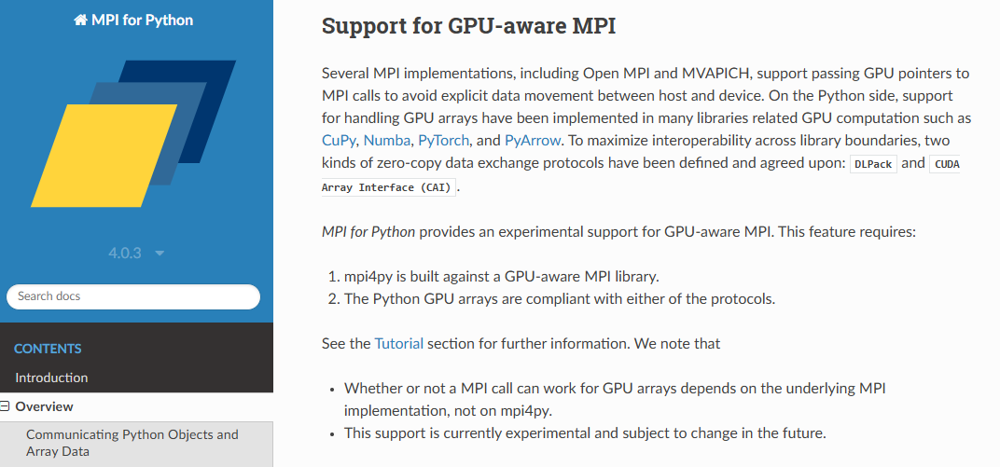 MPI for Python
4.0.3
Search docs
CONTENTS
Introduction
Overview
Communicating Python Objects and
Array Data
Support for GPU-aware MPI
Several MPI implementations, including Open MPI and MVAPICH, support passing GPU pointers to
MPI calls to avoid explicit data movement between host and device. On the Python side, support
for handling GPU arrays have been implemented in many libraries related GPU computation such as
CuPy, Numba, PyTorch, and PyArrow. To maximize interoperability across library boundaries, two
kinds of zero-copy data exchange protocols have been defined and agreed upon: DLPack and CUDA
Array Interface (CAI).
MPI for Python provides an experimental support for GPU-aware MPI. This feature requires:
1. mpi4py is built against a GPU-aware MPI library.
2. The Python GPU arrays are compliant with either of the protocols.
See the Tutorial section for further information. We note that
• Whether or not a MPI call can work for GPU arrays depends on the underlying MPI
implementation, not on mpi4py.
• This support is currently experimental and subject to change in the future.